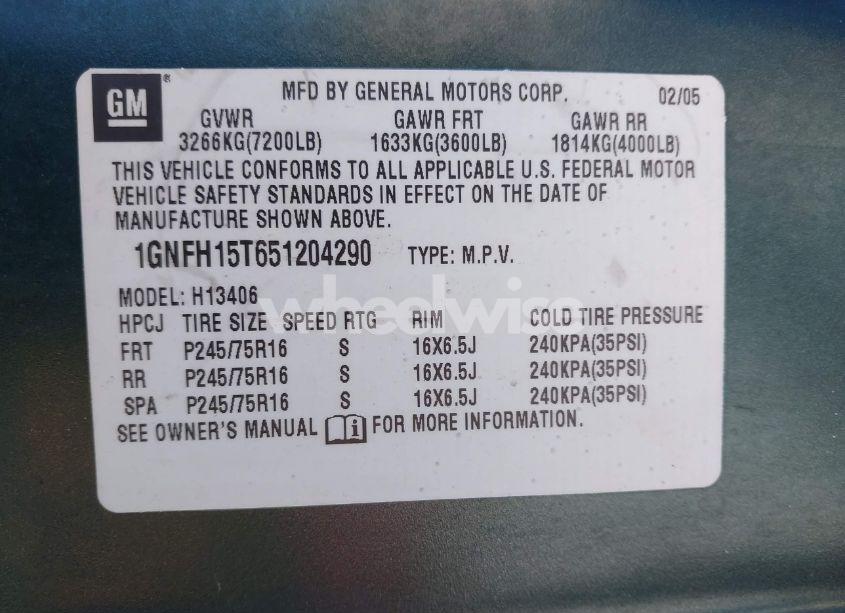 GM ®
MFD BY GENERAL MOTORS CORP. 02/05
GVWR GAWR FRT GAWR RR
3266KG(7200LB) 1633KG(3600LB) 1814KG(4000LB)
THIS VEHICLE CONFORMS TO ALL APPLICABLE U.S. FEDERAL MOTOR
VEHICLE SAFETY STANDARDS IN EFFECT ON THE DATE OF
MANUFACTURE SHOWN ABOVE.
1GNFH15T651204290 TYPE: M.P.V.
MODEL: H13406
wheelwise
HPCJ TIRE SIZE SPEED RTG RIM COLD TIRE PRESSURE
FRT P245/75R16 S 16X6.5J 240KPA(35PSI)
RR P245/75R16 S 16X6.5J 240KPA(35PSI)
SPA P245/75R16 S 16X6.5J 240KPA(35PSI)
SEE OWNER'S MANUAL i FOR MORE INFORMATION.